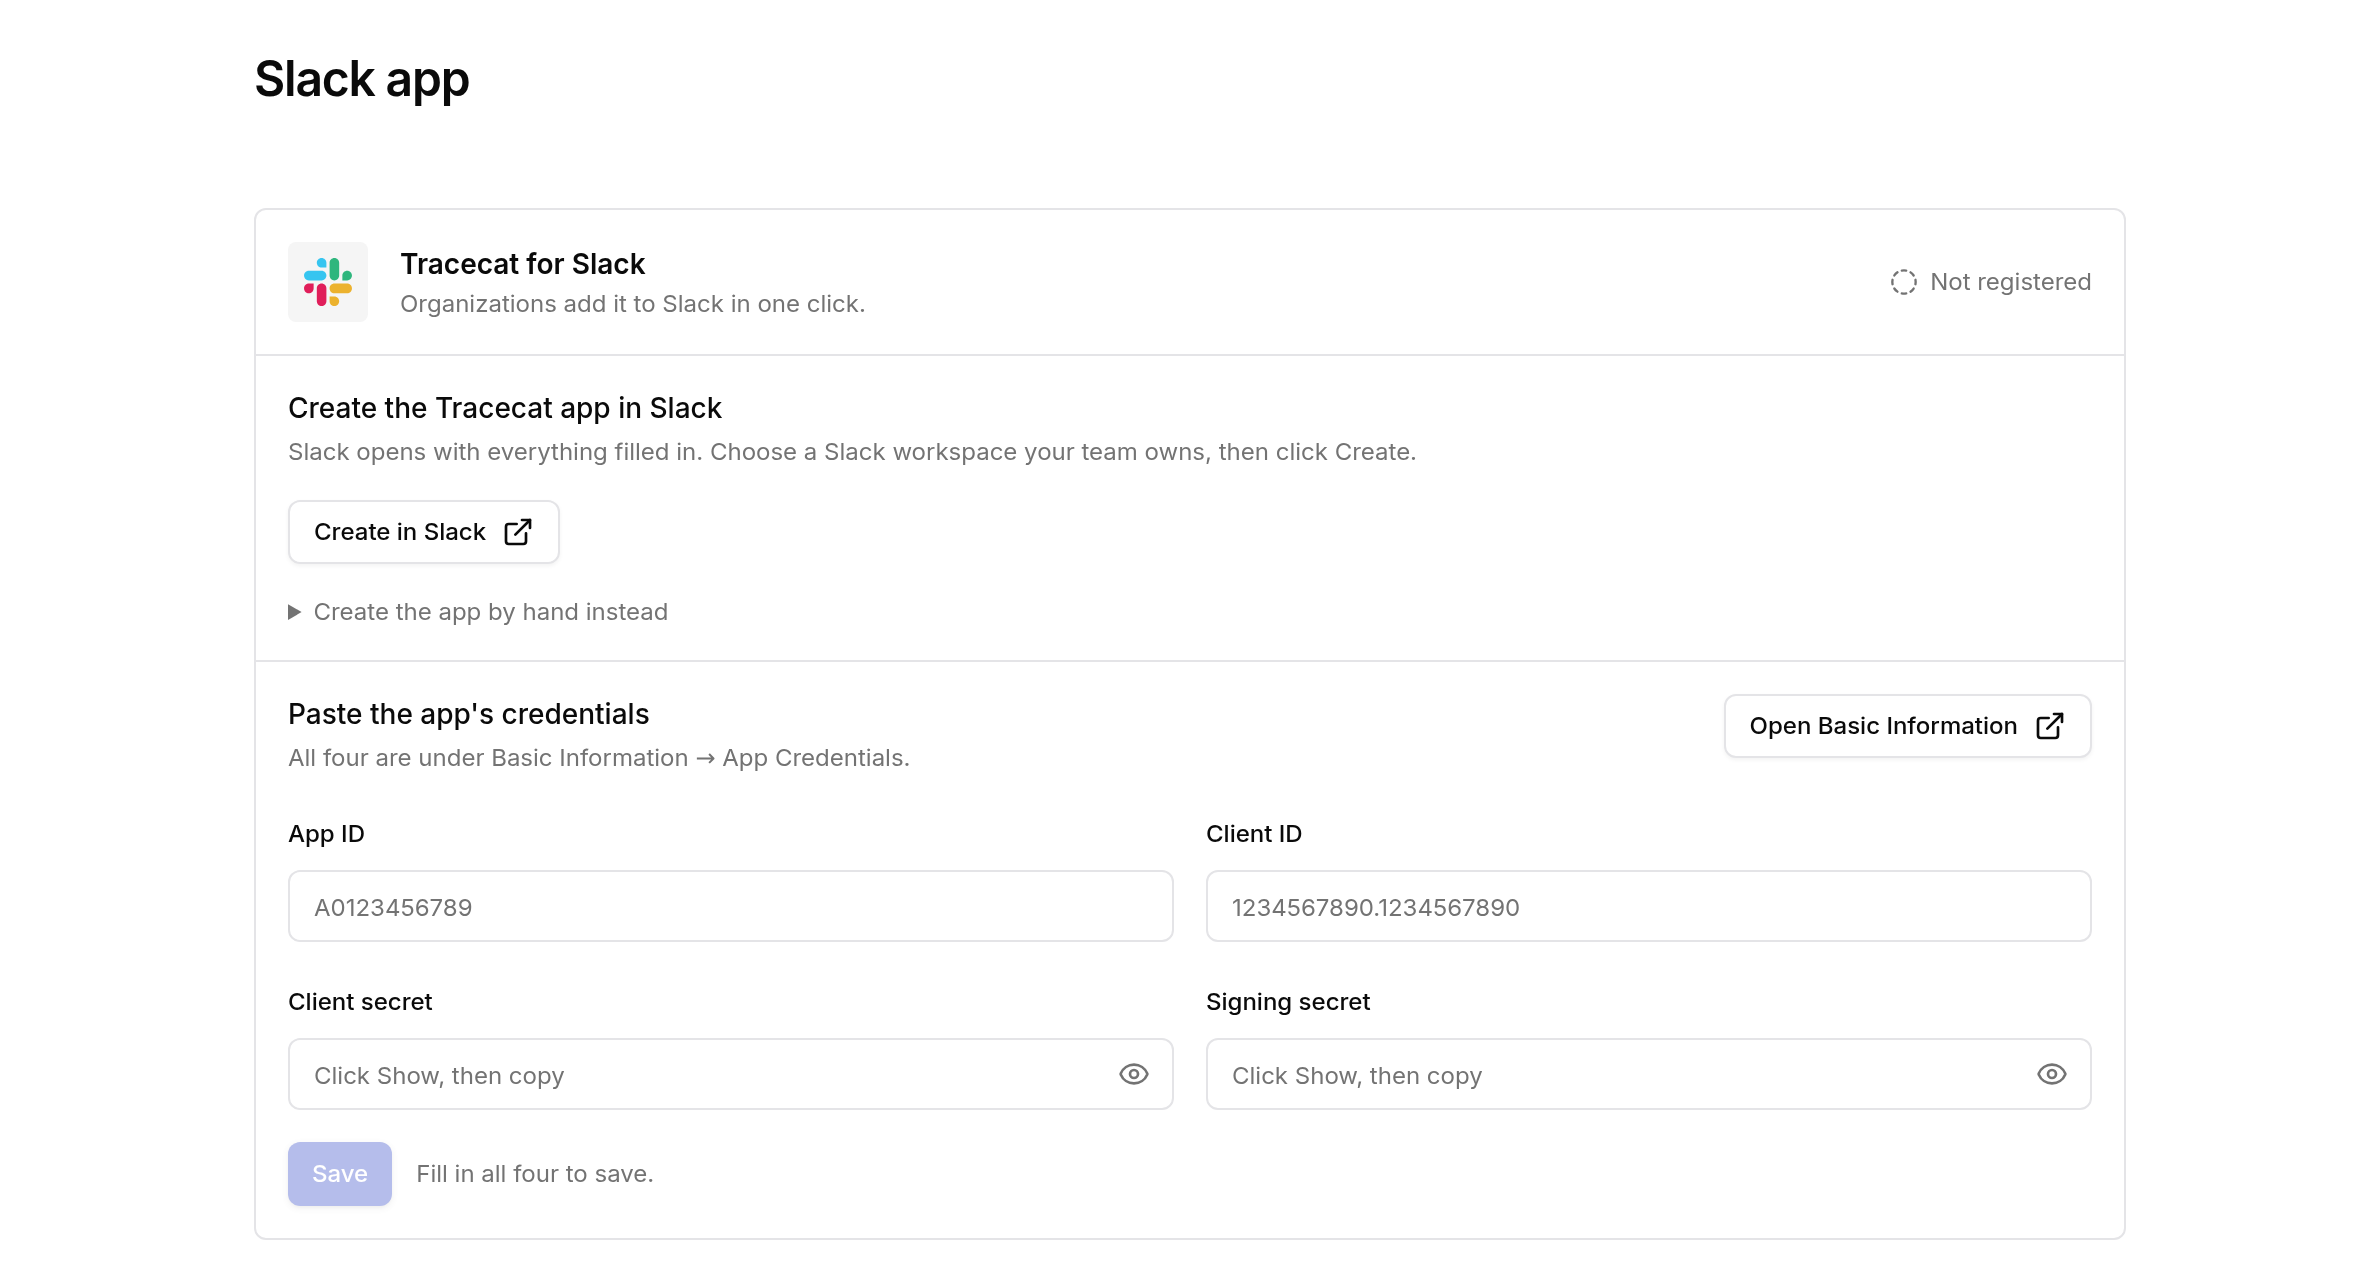 Slack app
Tracecat for Slack
Organizations add it to Slack in one click.
Not registered
Create the Tracecat app in Slack
Slack opens with everything filled in. Choose a Slack workspace your team owns, then click Create.
Create in Slack
Create the app by hand instead
Paste the app's credentials
All four are under Basic Information → App Credentials.
Open Basic Information
App ID
A0123456789
Client ID
1234567890.1234567890
Client secret
Click Show, then copy
Signing secret
Click Show, then copy
Save
Fill in all four to save.